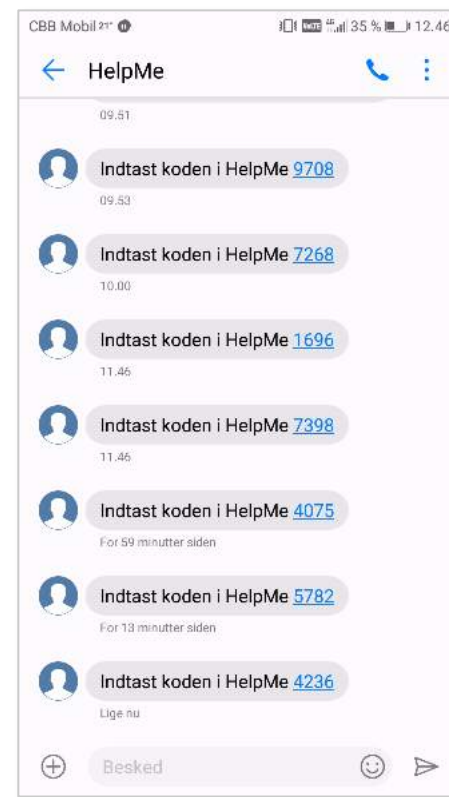 CBB Mobil 35 % 12.46
HelpMe
09.51
Indtast koden i HelpMe 9708
09.53
Indtast koden i HelpMe 7268
10.00
Indtast koden i HelpMe 1696
11.46
Indtast koden i HelpMe 7398
11.46
Indtast koden i HelpMe 4075
For 59 minutter siden
Indtast koden i HelpMe 5782
For 13 minutter siden
Indtast koden i HelpMe 4236
Lige nu
Besked